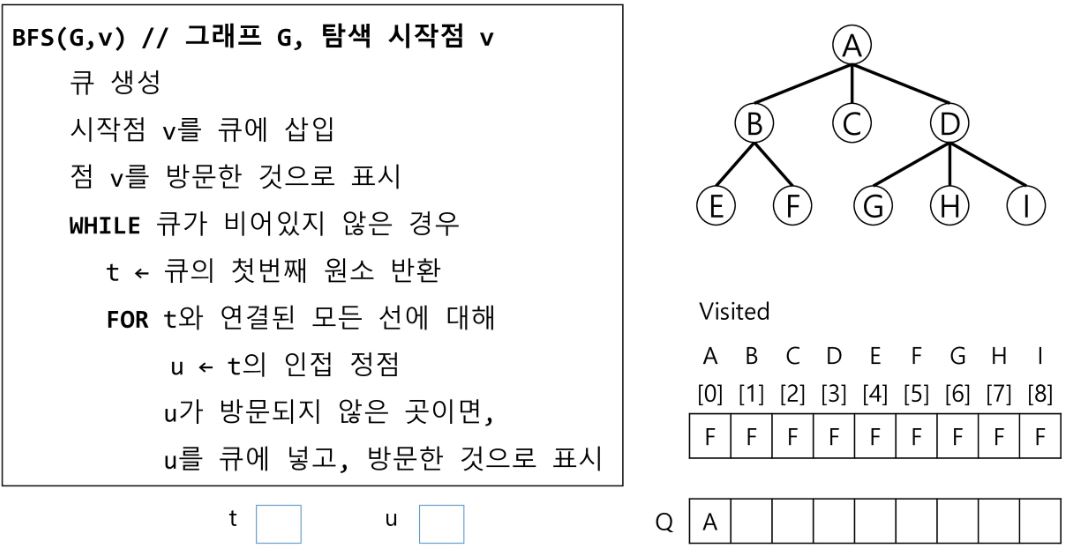 BFS(G,v) // 그래프 G, 탐색 시작점 v
큐 생성
시작점 v를 큐에 삽입
점 v를 방문한 것으로 표시
WHILE 큐가 비어있지 않은 경우
t ← 큐의 첫번째 원소 반환
FOR t와 연결된 모든 선에 대해
u ← t의 인접 정점
u가 방문되지 않은 곳이면,
u를 큐에 넣고, 방문한 것으로 표시
t u
A
B C D
E F G H I
Visited
A B C D E F G H I
[0] [1] [2] [3] [4] [5] [6] [7] [8]
F F F F F F F F F
Q A